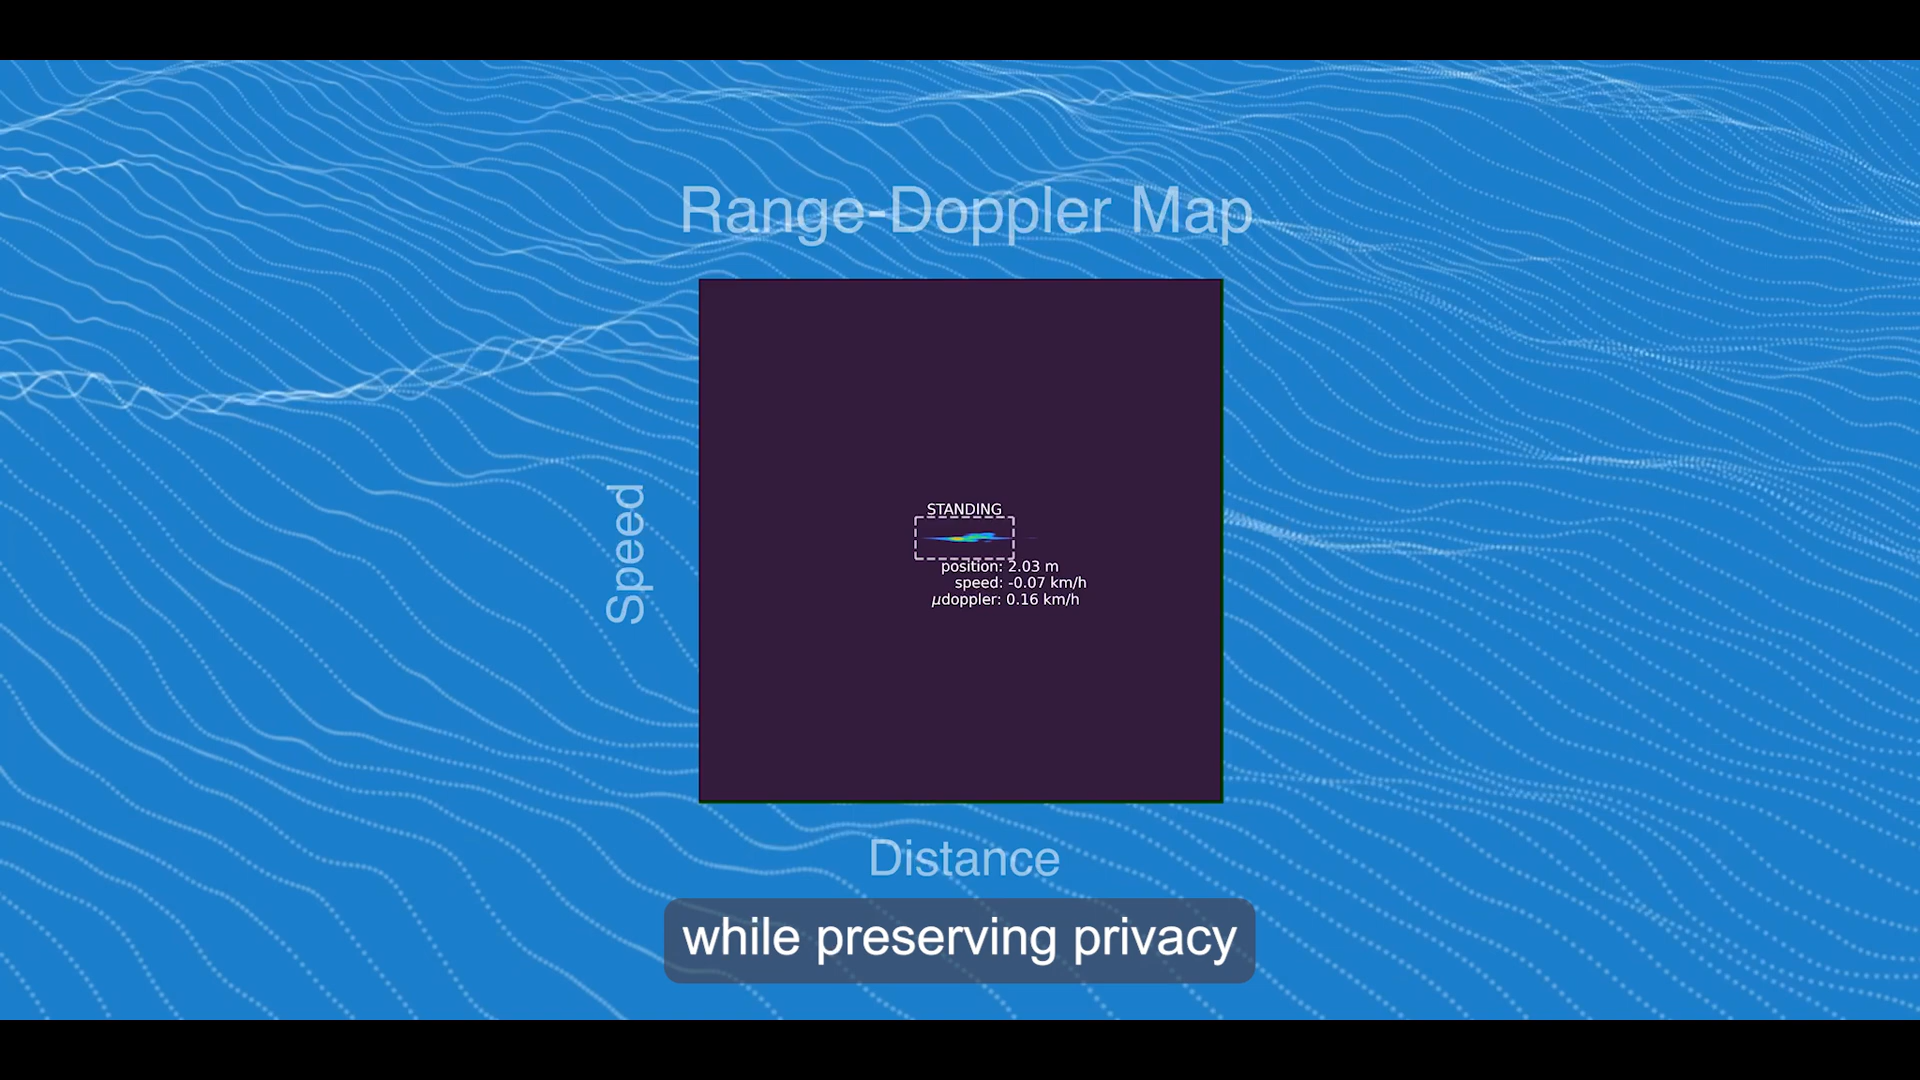 Range-Doppler Map
Speed
STANDING
position: 2.03 m
speed: -0.07 km/h
μdoppler: 0.16 km/h
Distance
while preserving privacy